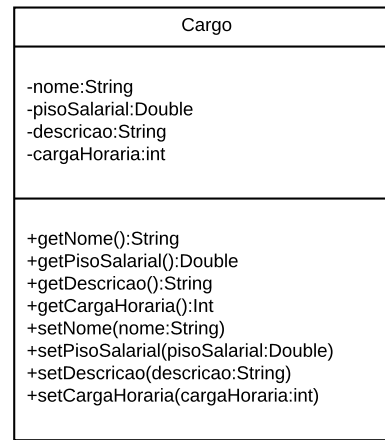 Cargo
-nome:String
-pisoSalarial:Double
-descricao:String
-cargaHoraria:int
+getNome():String
+getPisoSalarial():Double
+getDescricao():String
+getCargaHoraria():Int
+setNome(nome:String)
+setPisoSalarial(pisoSalarial:Double)
+setDescricao(descricao:String)
+setCargaHoraria(cargaHoraria:int)